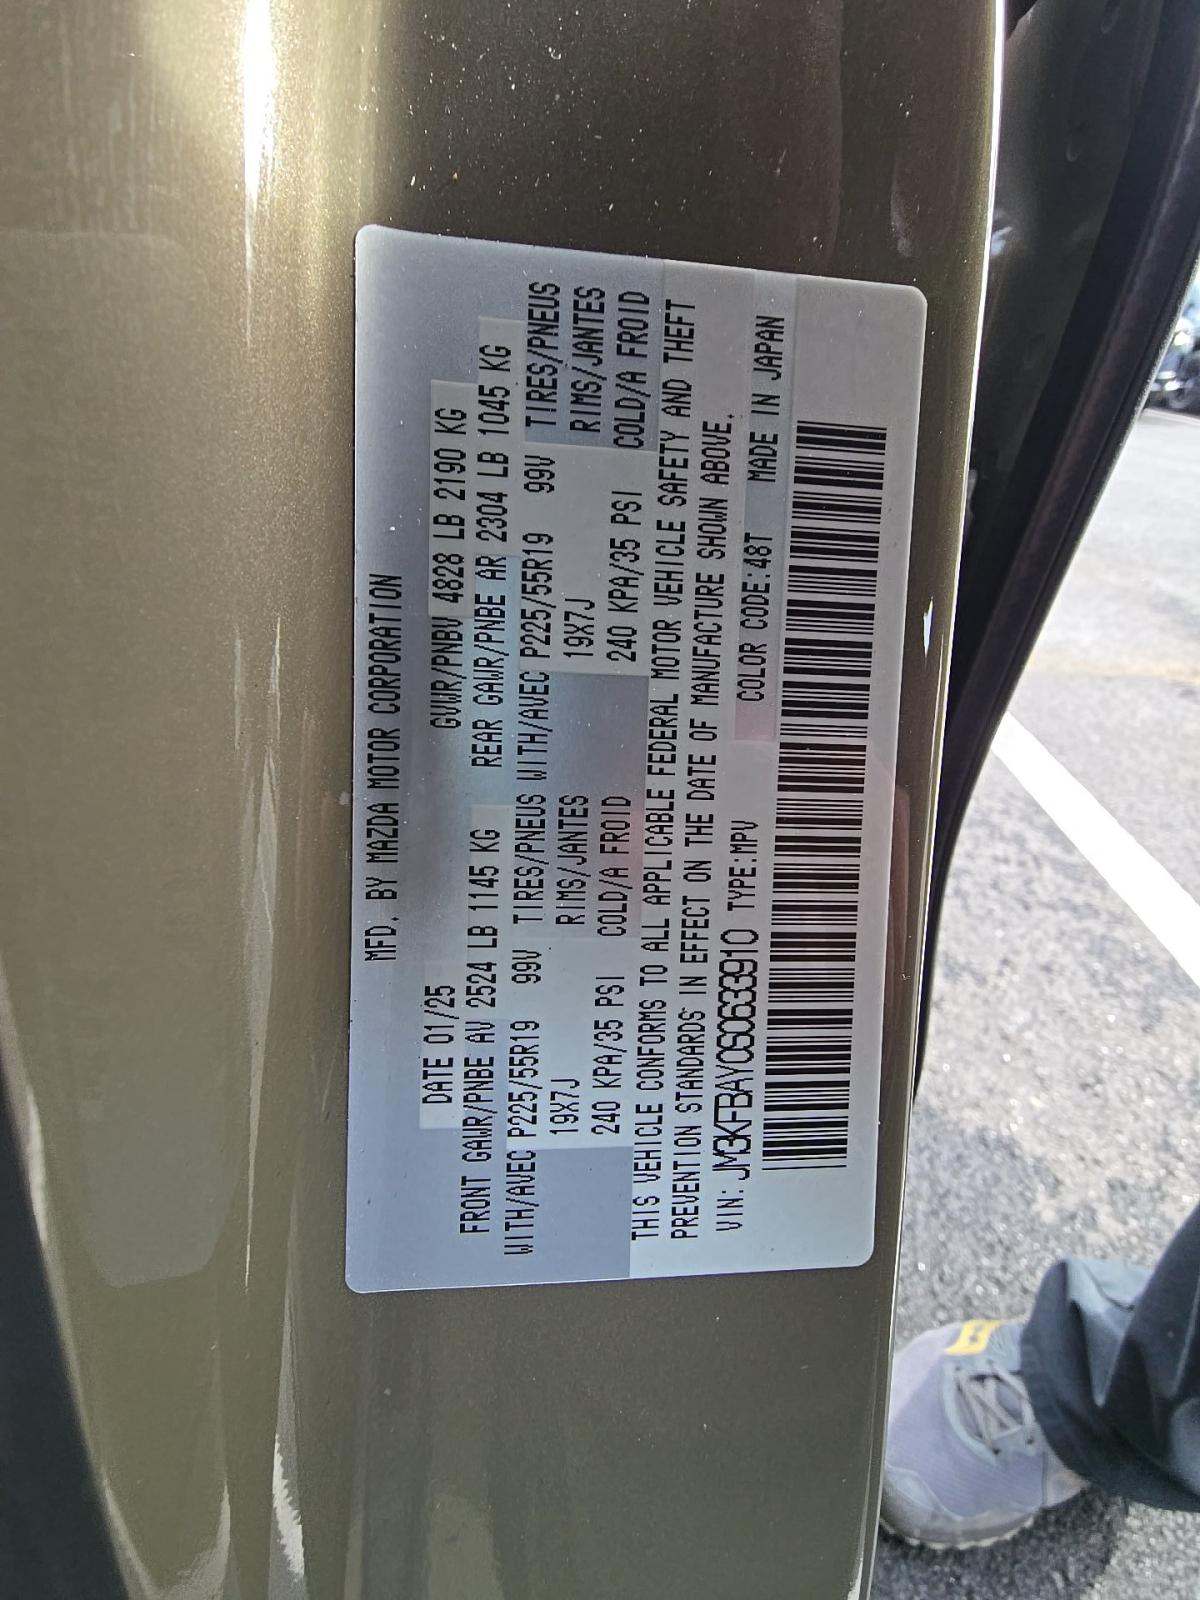 MFD. BY MAZDA MOTOR CORPORATION
DATE 01/25 GVWR/PNBV 4828 LB 2190 KG
FRONT GAWR/PNBE AV 2524 LB 1145 KG REAR GAWR/PNBE AR 2304 LB 1045 KG
WITH/AVEC P225/55R19 99V TIRES/PNEUS WITH/AVEC P225/55R19 99V TIRES/PNEUS
19X7J RIMS/JANTES 19X7J RIMS/JANTES
240 KPA/35 PSI COLD/A FROID 240 KPA/35 PSI COLD/A FROID
THIS VEHICLE CONFORMS TO ALL APPLICABLE FEDERAL MOTOR VEHICLE SAFETY AND THEFT
PREVENTION STANDARDS IN EFFECT ON THE DATE OF MANUFACTURE SHOWN ABOVE.
VIN: JM3KFBAY0S0633910 TYPE:MPV COLOR CODE:48T MADE IN JAPAN